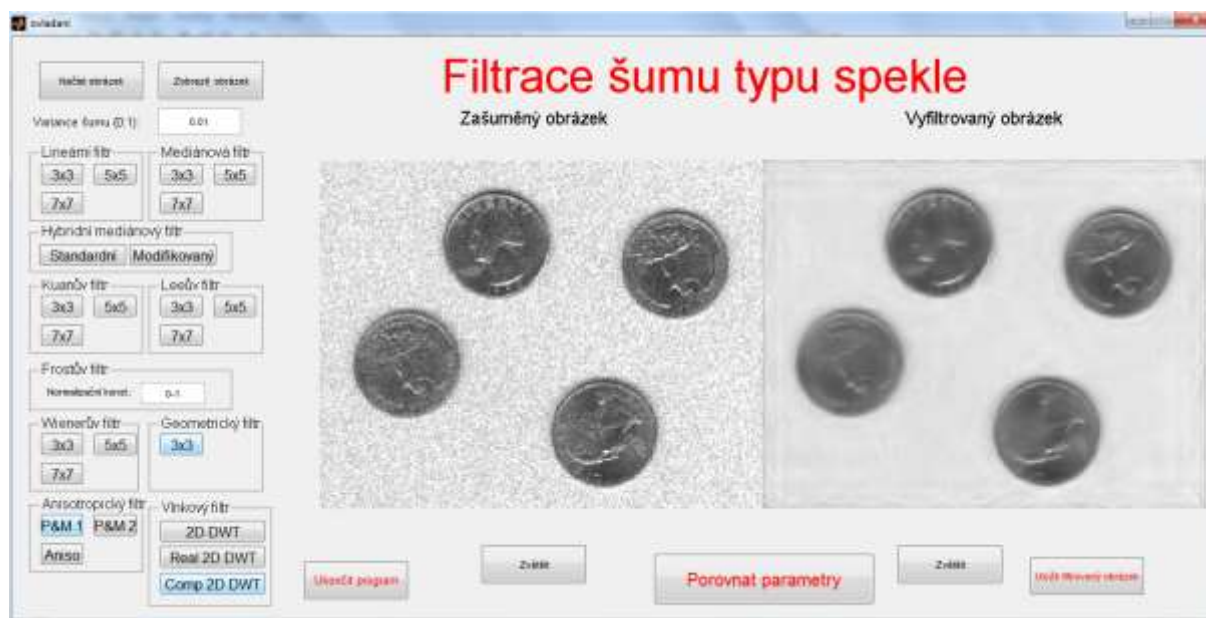 ovladani
Načíst obrázek
Zobrazit obrázek
Filtrace šumu typu spekle
Variance šumu (0.1):
0.01
Zašuměný obrázek
Vyfiltrovaný obrázek
Lineární filtr
Mediánová filtr
3x3 5x5
3x3 5x5
7x7
7x7
Hybridní mediánový filtr
Standardní Modifikovaný
Kuanův filtr
Leeův filtr
3x3 5x5
3x3 5x5
7x7
7x7
Frostův filtr
Normalizační konst.:
0-1
Wienerův filtr
Geometrický filtr
3x3 5x5
3x3
7x7
Anisotropický filtr
Vlnkový filtr
P&M 1 P&M 2
2D DWT
Aniso
Real 2D DWT
Comp 2D DWT
Ukončit program
Zvětšit
Porovnat parametry
Zvětšit
Uložit filtrovaný obrázek